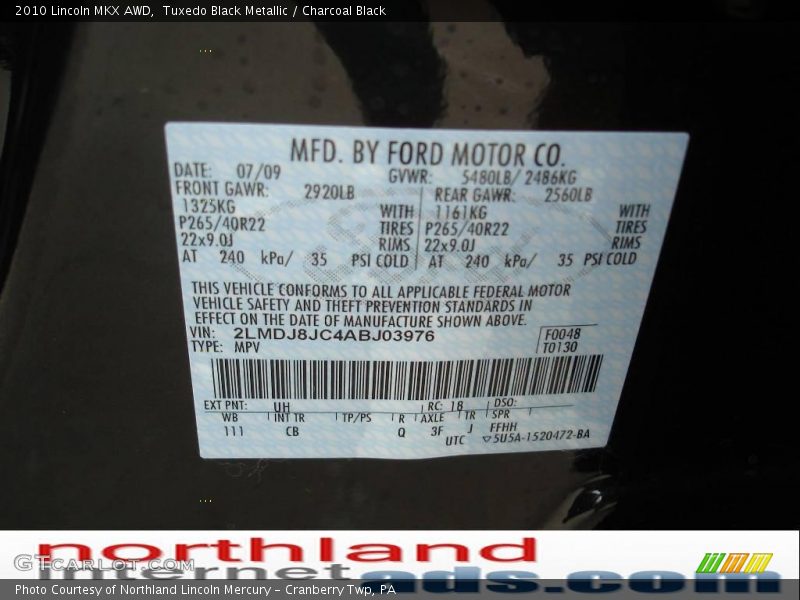 2010 Lincoln MKX AWD,  Tuxedo Black Metallic / Charcoal Black
MFD. BY FORD MOTOR CO.
DATE: 07/09 GVWR: 5480LB/ 2486KG
FRONT GAWR: 2920LB REAR GAWR: 2560LB
1325KG WITH 1161KG WITH
P265/40R22 TIRES P265/40R22 TIRES
22x9.0J RIMS 22x9.0J RIMS
AT 240 kPa/ 35 PSI COLD AT 240 kPa/ 35 PSI COLD
THIS VEHICLE CONFORMS TO ALL APPLICABLE FEDERAL MOTOR
VEHICLE SAFETY AND THEFT PREVENTION STANDARDS IN
EFFECT ON THE DATE OF MANUFACTURE SHOWN ABOVE.
VIN: 2LMDJ8JC4ABJ03976 F0048
TYPE: MPV T0130
EXT PNT: UH RC: 18 DSO:
WB INT TR TP/PS R AXLE TR SPR
111 CB Q 3F J FFHH
UTC 5U5A-1520472-BA
northland
internet ads.com
GTCarLot.com
Photo Courtesy of Northland Lincoln Mercury - Cranberry Twp, PA